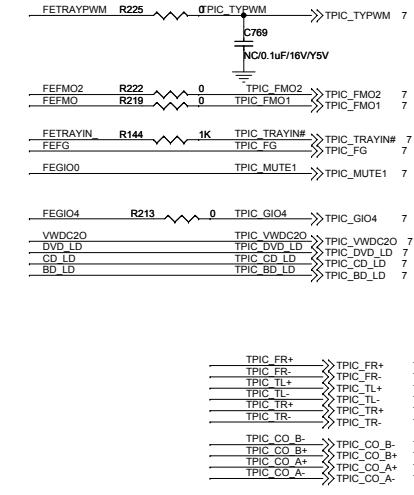 FETRAYPWM R225 0 TPIC_TYPWM TPIC_TYPWM 7
C769
NC/0.1uF/16V/Y5V
FEFMO2 R222 0 TPIC_FMO2 TPIC_FMO2 7
FEFMO R219 0 TPIC_FMO1 TPIC_FMO1 7
FETRAYIN_ R144 1K TPIC_TRAYIN# TPIC_TRAYIN# 7
FEFG TPIC_FG TPIC_FG 7
FEGIO0 TPIC_MUTE1 TPIC_MUTE1 7
FEGIO4 R213 0 TPIC_GIO4 TPIC_GIO4 7
VWDC2O TPIC_VWDC2O TPIC_VWDC2O 7
DVD_LD TPIC_DVD_LD TPIC_DVD_LD 7
CD_LD TPIC_CD_LD TPIC_CD_LD 7
BD_LD TPIC_BD_LD TPIC_BD_LD 7
TPIC_FR+ TPIC_FR+
TPIC_FR- TPIC_FR-
TPIC_TL+ TPIC_TL+
TPIC_TL- TPIC_TL-
TPIC_TR+ TPIC_TR+
TPIC_TR- TPIC_TR-
TPIC_CO_B- TPIC_CO_B-
TPIC_CO_B+ TPIC_CO_B+
TPIC_CO_A+ TPIC_CO_A+
TPIC_CO_A- TPIC_CO_A-